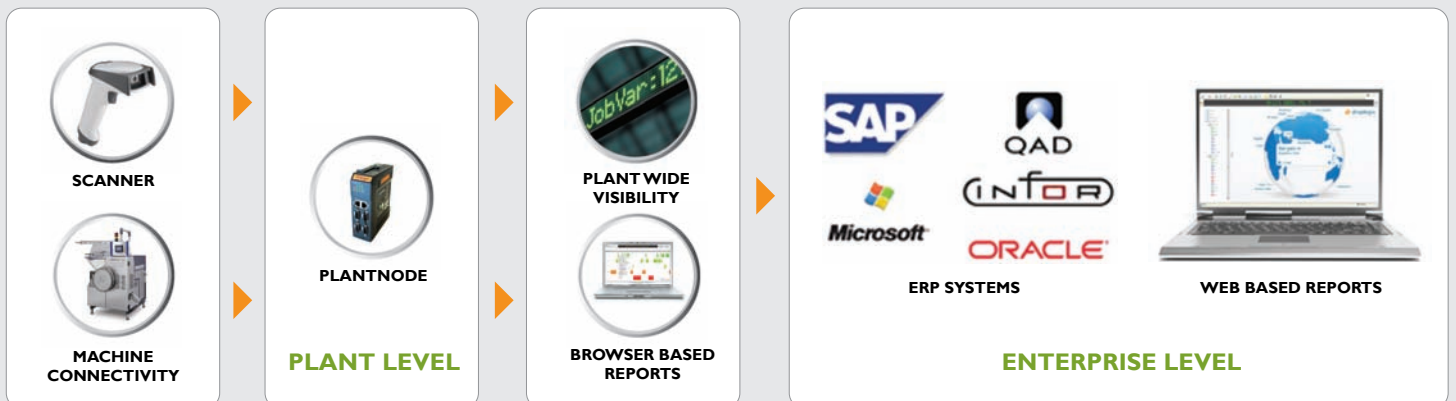 SCANNER
MACHINE
CONNECTIVITY
PLANTNODE
PLANT LEVEL
JobVar:12
PLANT WIDE
VISIBILITY
BROWSER BASED
REPORTS
SAP
QAD
infor
Microsoft
ORACLE
ERP SYSTEMS
WEB BASED REPORTS
ENTERPRISE LEVEL